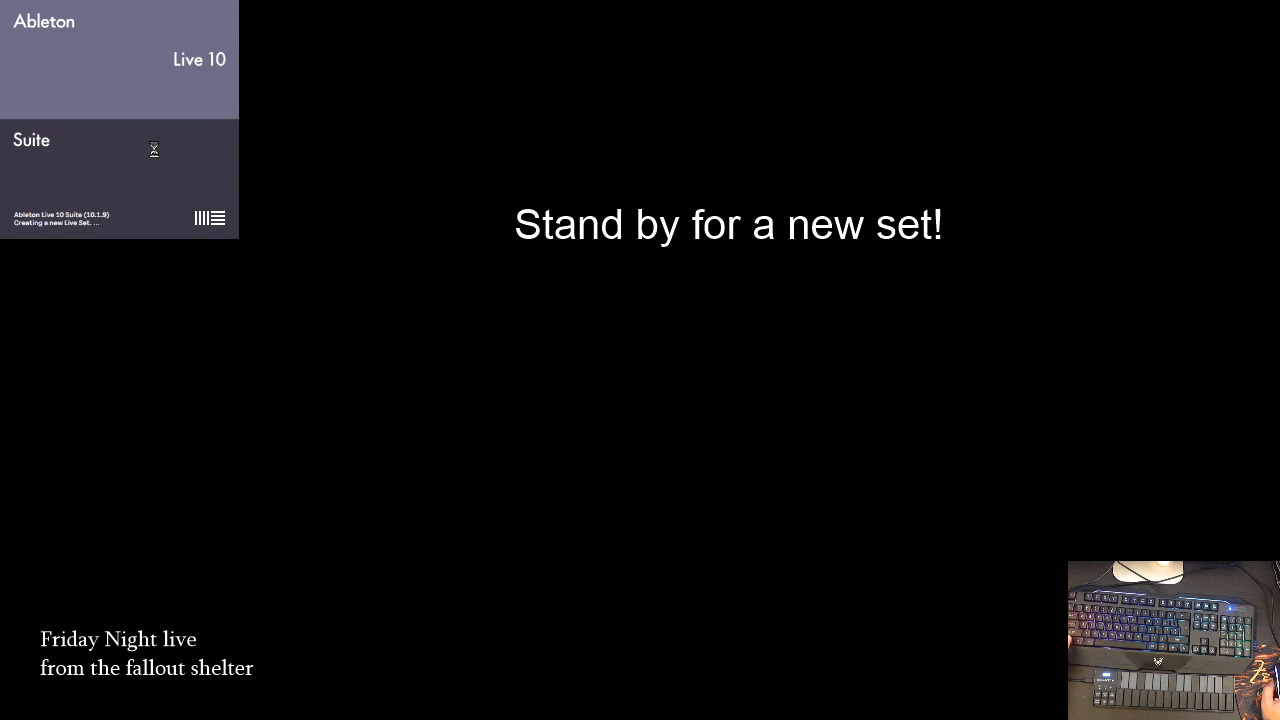 Ableton
Live 10
Suite
Ableton Live 10 Suite (10.1.9)
Creating a new Live Set. ...
Stand by for a new set!
Friday Night live
from the fallout shelter